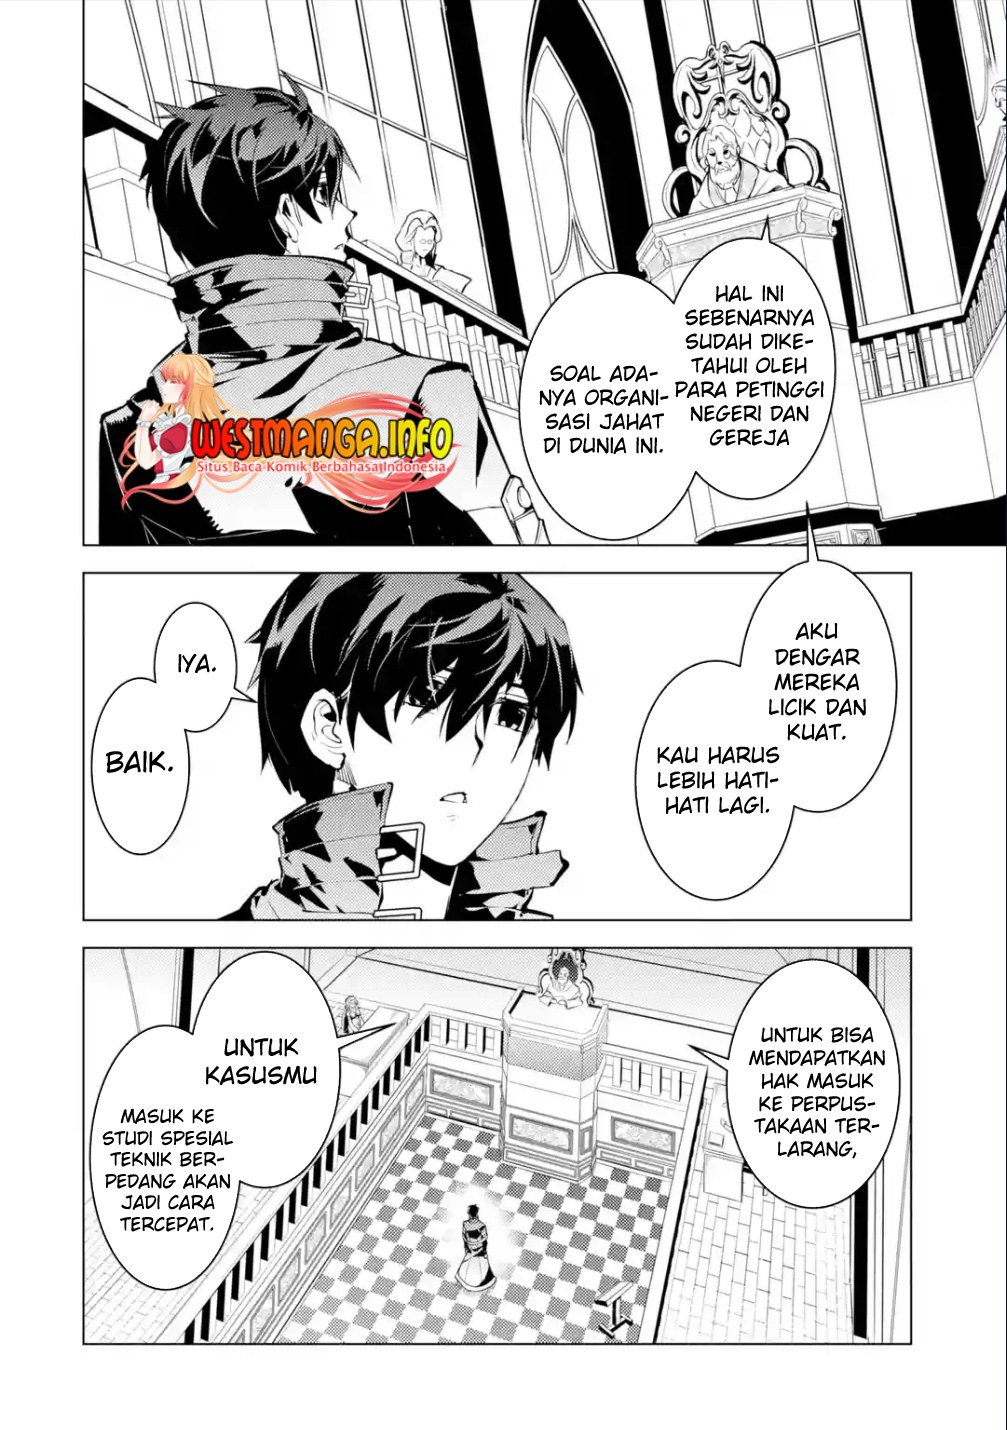 HAL INI
SEBENARNYA
SUDAH DIKE-
TAHUI OLEH
PARA PETINGGI
NEGERI DAN
GEREJA
SOAL ADA-
NYA ORGANI-
SASI JAHAT
DI DUNIA INI.
WESTMANGA.INFO
Situs Baca Komik Berbahasa Indonesia
AKU
DENGAR
MEREKA
LICIK DAN
KUAT.
KAU HARUS
LEBIH HATI-
HATI LAGI.
IYA.
BAIK.
UNTUK BISA
MENDAPATKAN
HAK MASUK
KE PERPUS-
TAKAAN TER-
LARANG,
UNTUK
KASUSMU
MASUK KE
STUDI SPESIAL
TEKNIK BER-
PEDANG AKAN
JADI CARA
TERCEPAT.